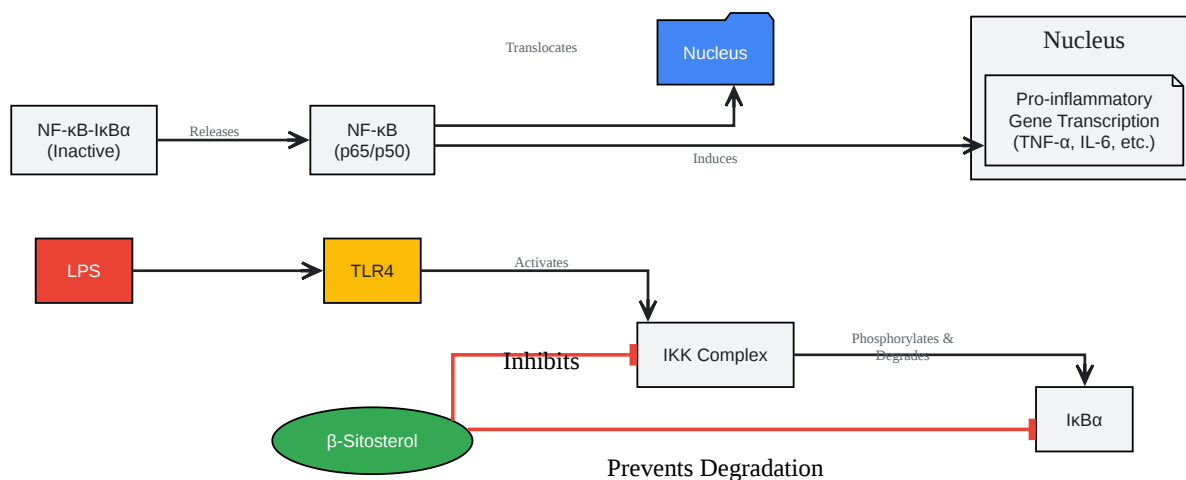 Translocates
Nucleus
Nucleus
Pro-inflammatory
Gene Transcription
(TNF-α, IL-6, etc.)
NF-κB-IκBα
(Inactive)
Releases
NF-κB
(p65/p50)
Induces
LPS
TLR4
Activates
Inhibits
IKK Complex
Phosphorylates &
Degrades
β-Sitosterol
IκBα
Prevents Degradation